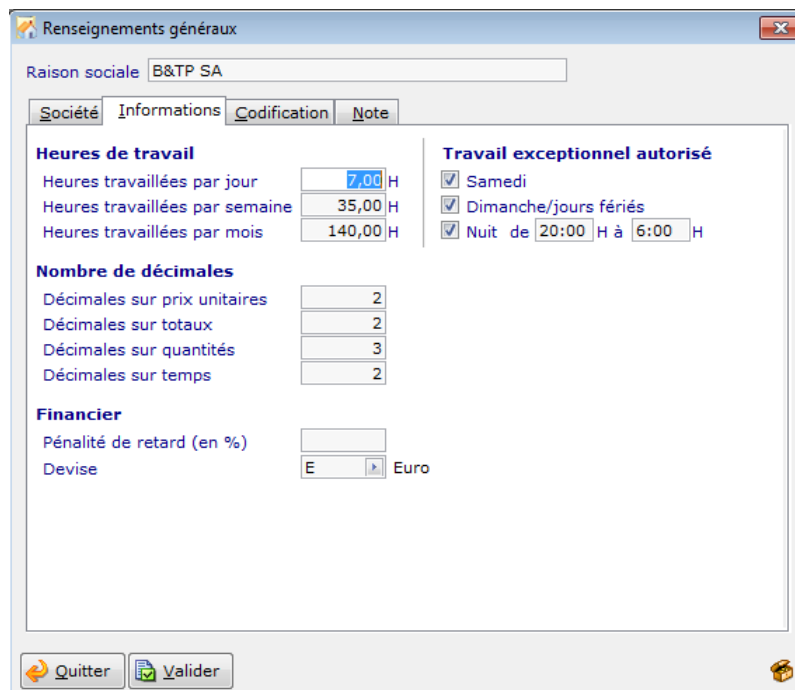 Renseignements généraux
Raison sociale B&TP SA
Société Informations Codification Note
Heures de travail
Heures travaillées par jour 7,00 H
Heures travaillées par semaine 35,00 H
Heures travaillées par mois 140,00 H
Travail exceptionnel autorisé
Samedi
Dimanche/jours fériés
Nuit de 20:00 H à 6:00 H
Nombre de décimales
Décimales sur prix unitaires 2
Décimales sur totaux 2
Décimales sur quantités 3
Décimales sur temps 2
Financier
Pénalité de retard (en %)
Devise E Euro
Quitter Valider